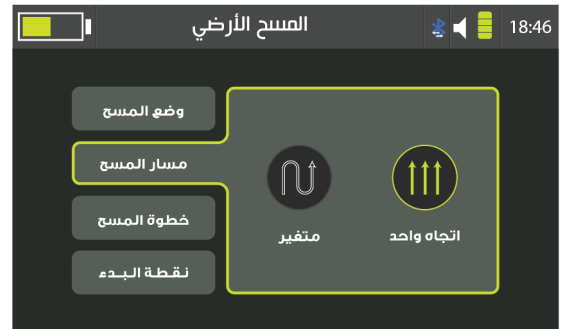 المسح الأرضي
18:46
وضع المسح
مسار المسح
خطوة المسح
نقطة البدء
اتجاه واحد
متغير